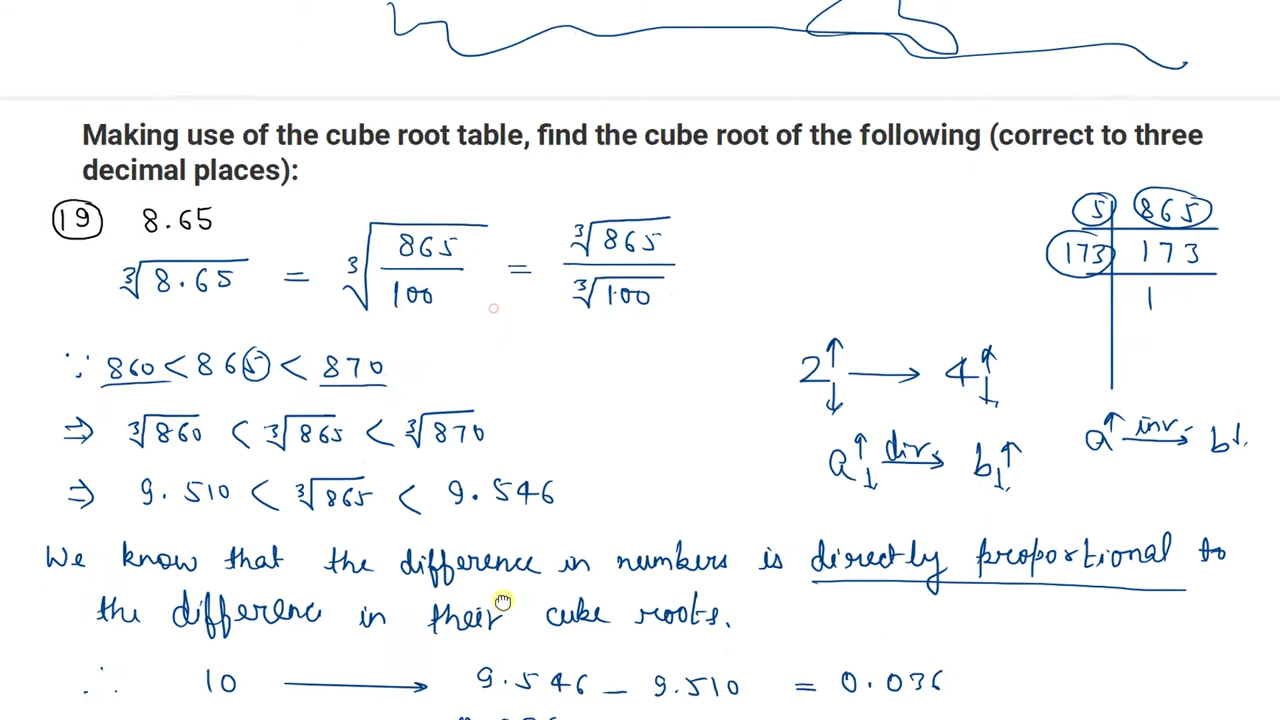 Making use of the cube root table, find the cube root of the following (correct to three
decimal places):
19 8.65
∛8.65 = ∛(865/100) = ∛865/∛100
5 | 865
173 | 173
1
∵ 860 < 865 < 870
2↑↓ → 4↑↓
⇒ ∛860 < ∛865 < ∛870
a↑↓ dir → b↑↓
a↑ inv. → b↓
⇒ 9.510 < ∛865 < 9.546
We know that the difference in numbers is directly proportional to
the difference in their cube roots.
∴ 10 → 9.546 – 9.510 = 0.036